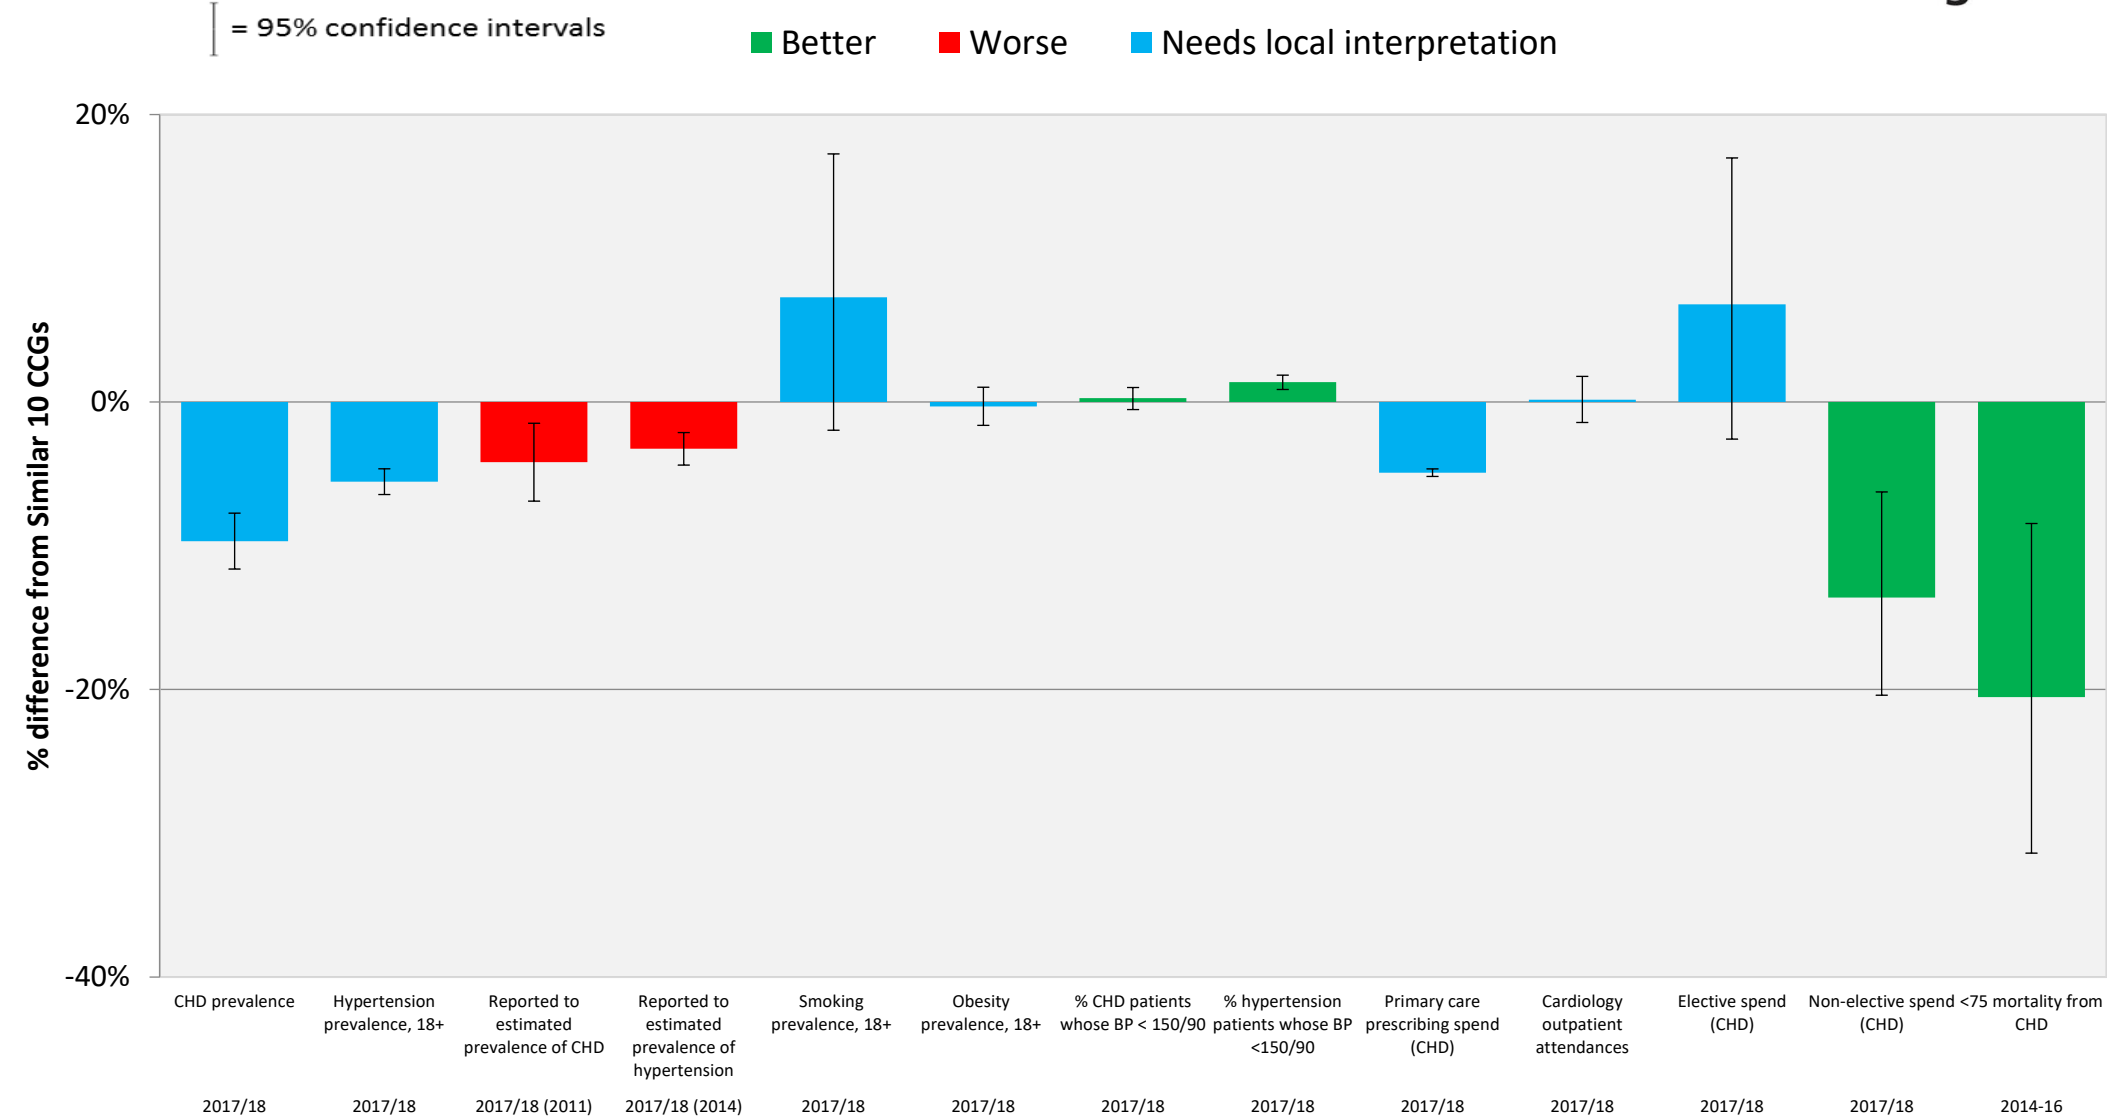 = 95% confidence intervals
Better
Worse
Needs local interpretation
% difference from Similar 10 CCGs
20%
0%
-20%
-40%
CHD prevalence
2017/18
Hypertension
prevalence, 18+
2017/18
Reported to
estimated
prevalence of CHD
2017/18 (2011)
Reported to
estimated
prevalence of
hypertension
2017/18 (2014)
Smoking
prevalence, 18+
2017/18
Obesity
prevalence, 18+
2017/18
% CHD patients
whose BP < 150/90
2017/18
% hypertension
patients whose BP
<150/90
2017/18
Primary care
prescribing spend
(CHD)
2017/18
Cardiology
outpatient
attendances
2017/18
Elective spend
(CHD)
2017/18
Non-elective spend
(CHD)
2017/18
<75 mortality from
CHD
2014-16